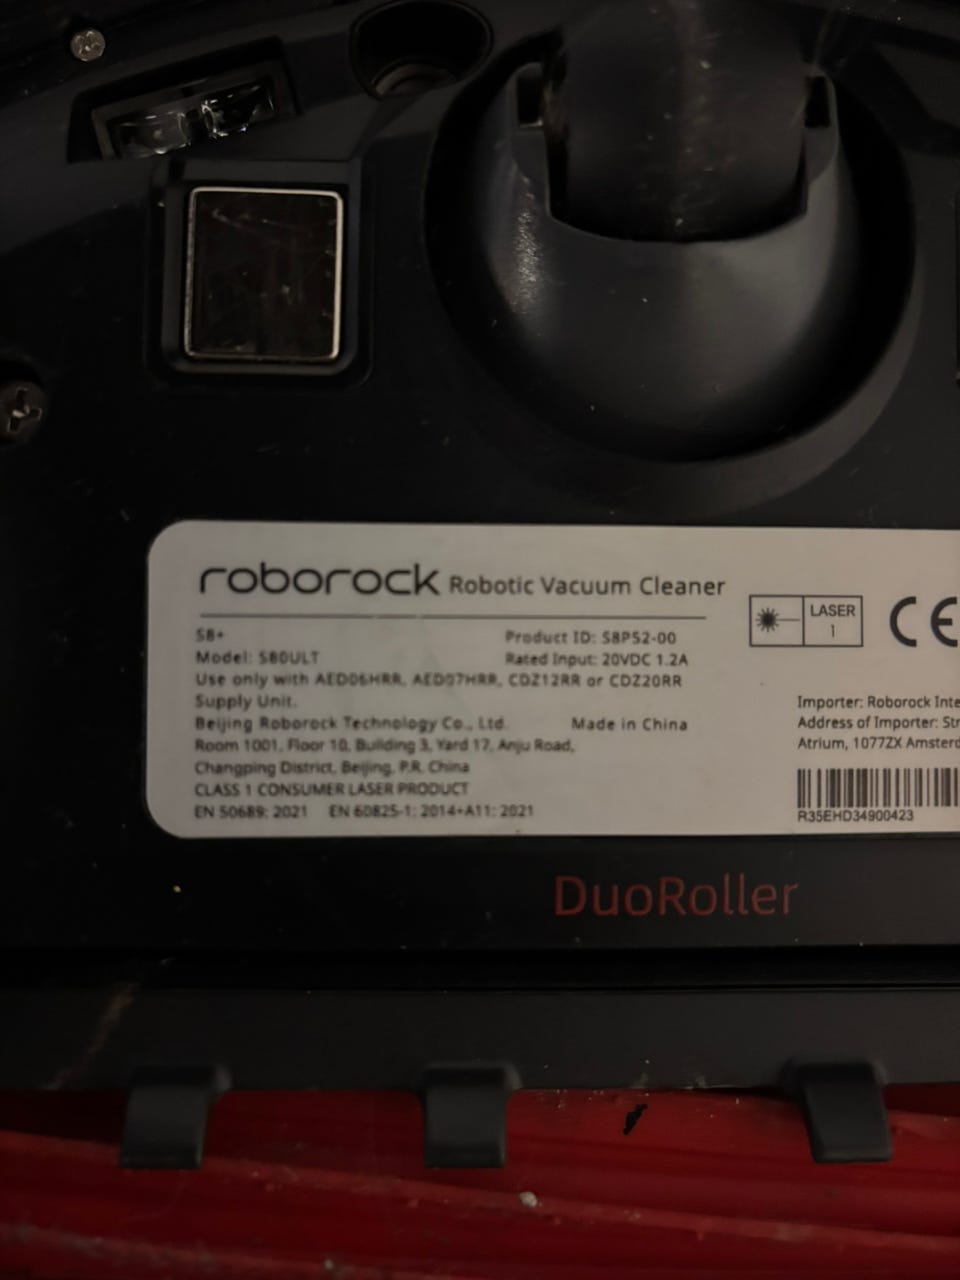 roborock Robotic Vacuum Cleaner
S8+
Product ID: S8P52-00
Model: S80ULT
Rated Input: 20VDC 1.2A
Use only with AED06HRR, AED07HRR, CDZ12RR or CDZ20RR
Supply Unit.
Beijing Roborock Technology Co., Ltd.
Made in China
Room 1001, Floor 10, Building 3, Yard 17, Anju Road,
Changping District, Beijing, P.R. China
CLASS 1 CONSUMER LASER PRODUCT
EN 50689: 2021 EN 60825-1: 2014+A11: 2021
LASER
1
CE
Importer: Roborock Inte
Address of Importer: Str
Atrium, 1077ZX Amsterd
R35EHD34900423
DuoRoller